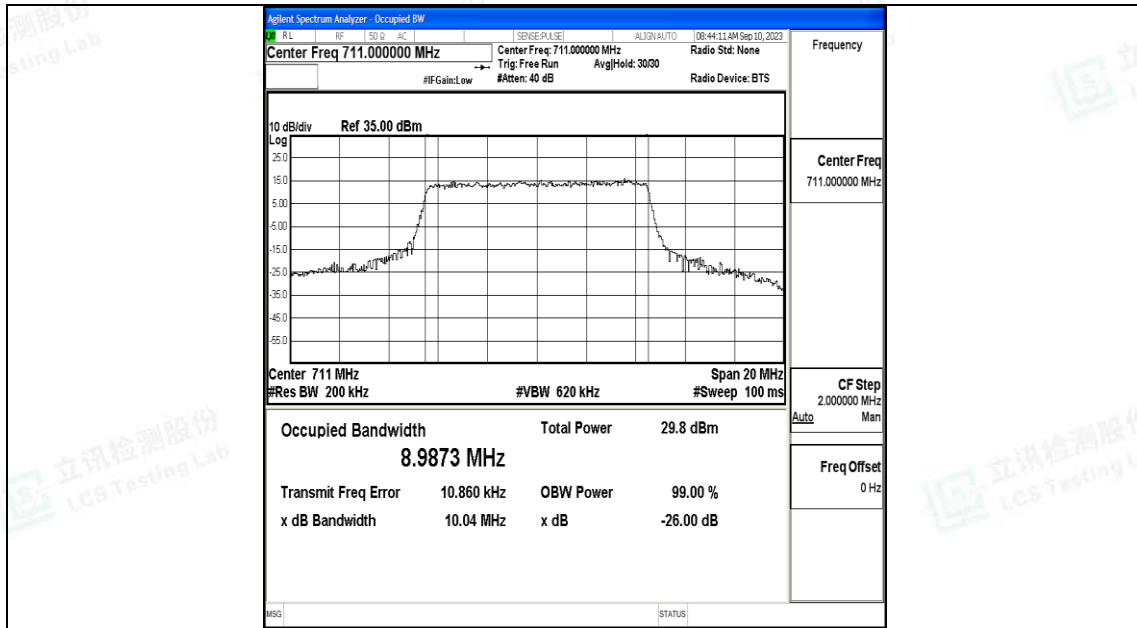 Agilent Spectrum Analyzer - Occupied BW
LXI RL RF 50 Ω AC SENSE:PULSE ALIGN AUTO 08:44:11 AM Sep 10, 2023
Center Freq 711.000000 MHz
Center Freq: 711.000000 MHz
Radio Std: None
Trig: Free Run Avg|Hold: 30/30
#IFGain:Low
#Atten: 40 dB
Radio Device: BTS
10 dB/div Ref 35.00 dBm
Log
25.0
15.0
5.00
-5.00
-15.0
-25.0
-35.0
-45.0
-55.0
Center 711 MHz
Span 20 MHz
#Res BW 200 kHz
#VBW 620 kHz
#Sweep 100 ms
Occupied Bandwidth
8.9873 MHz
Total Power 29.8 dBm
Transmit Freq Error 10.860 kHz
OBW Power 99.00 %
x dB Bandwidth 10.04 MHz
x dB -26.00 dB
MSG
STATUS
Frequency
Center Freq
711.000000 MHz
CF Step
2.000000 MHz
Auto Man
Freq Offset
0 Hz
立讯检测股份
LCS Testing Lab
立讯检测股份
LCS Testing L